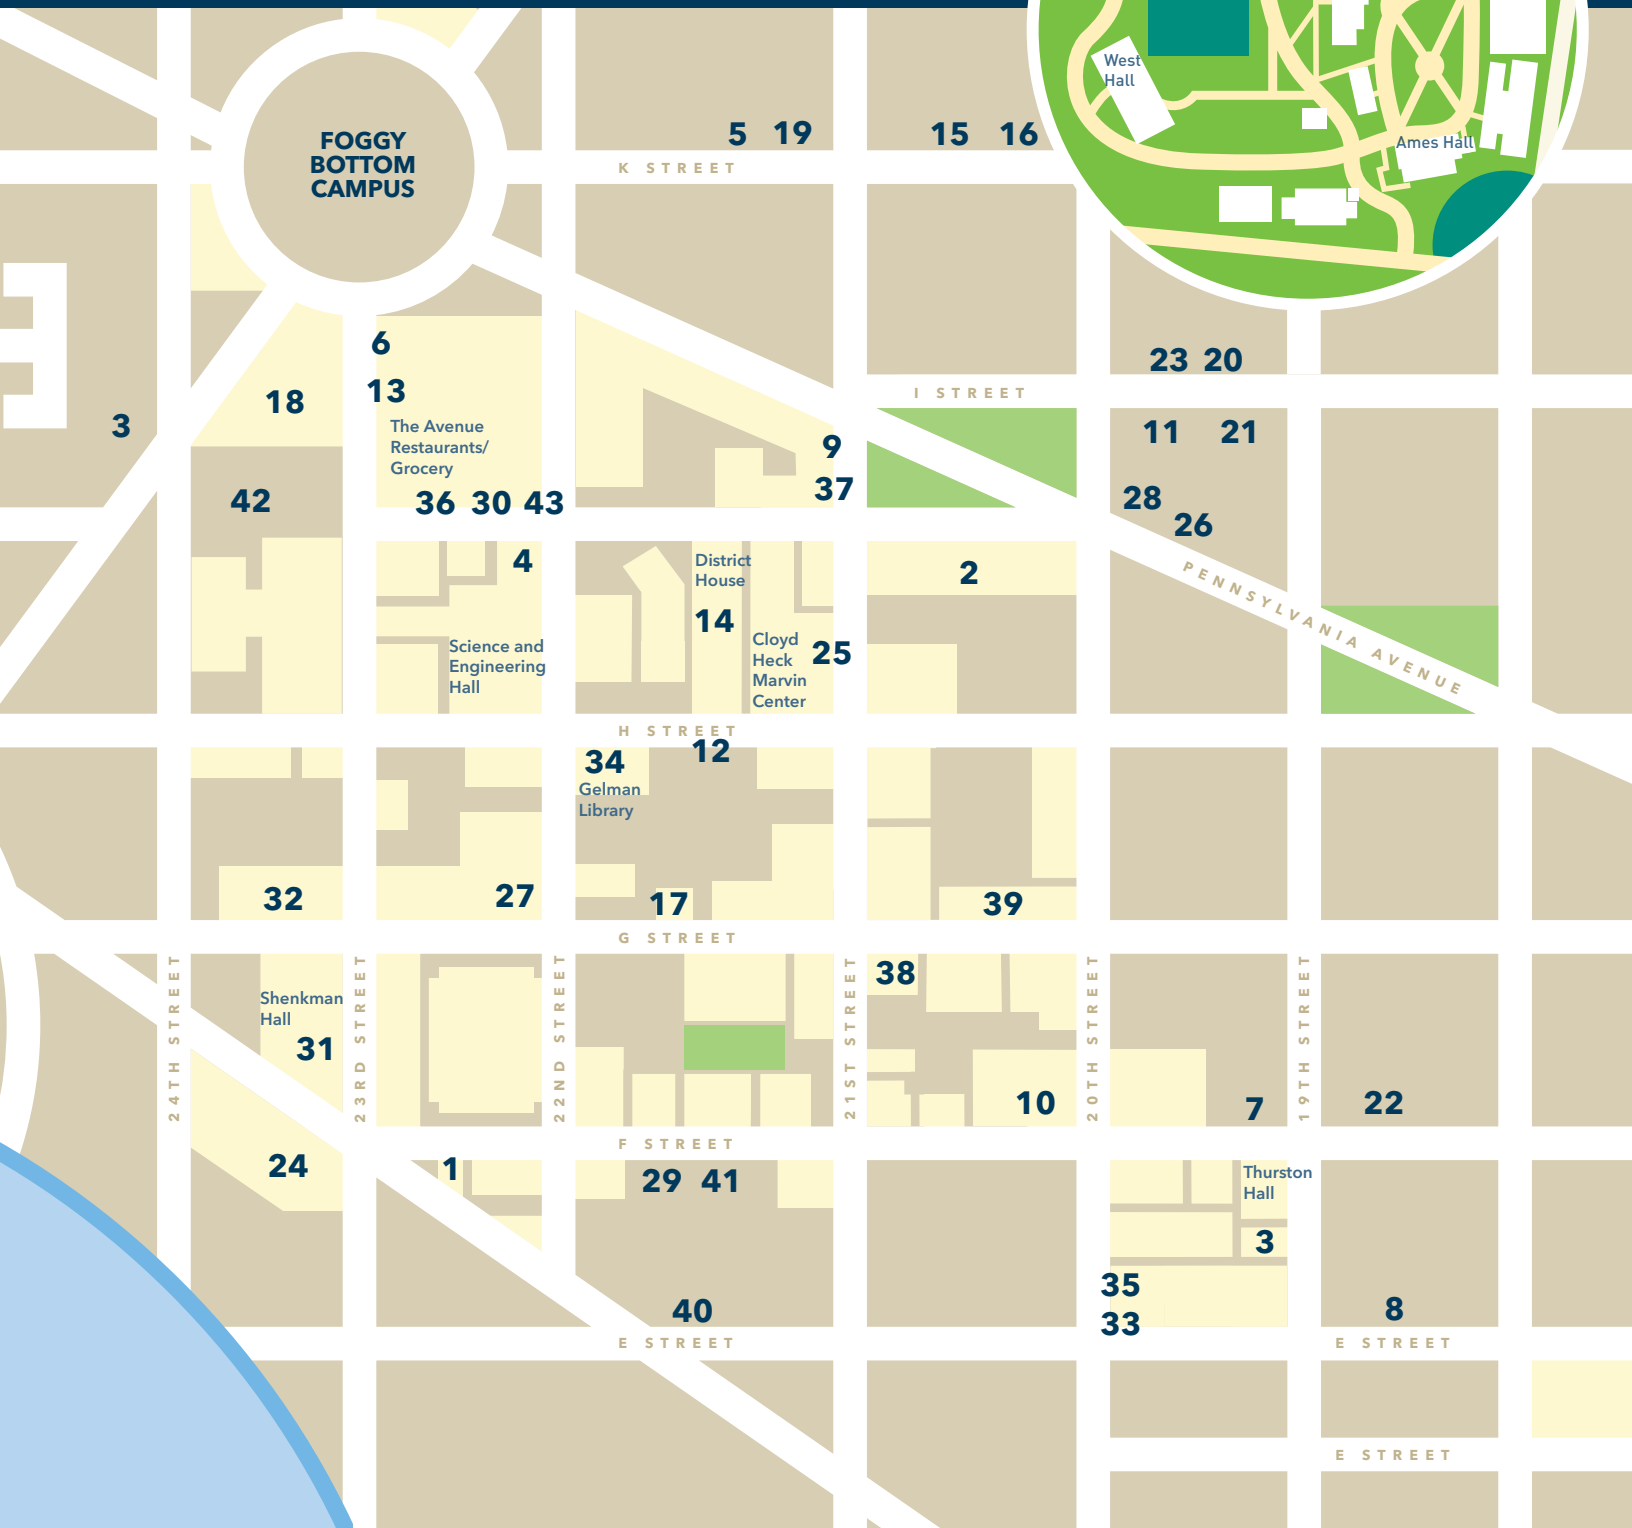 West
Hall
Ames Hall
FOGGY
BOTTOM
CAMPUS
5 19 15 16
K STREET
6
23 20
13
I STREET
18
3
The Avenue
Restaurants/
Grocery
11 21
9
42
36 30 43
37
28
26
4
District
House
2
PENNSYLVANIA AVENUE
14
Science and
Engineering
Hall
Cloyd
Heck
Marvin
Center
25
H STREET
12
34
Gelman
Library
32
27
17
39
G STREET
24TH STREET
23RD STREET
22ND STREET
21ST STREET
20TH STREET
19TH STREET
38
Shenkman
Hall
31
10
7
22
F STREET
24
1
29 41
Thurston
Hall
3
35
33
40
8
E STREET
E STREET
E STREET